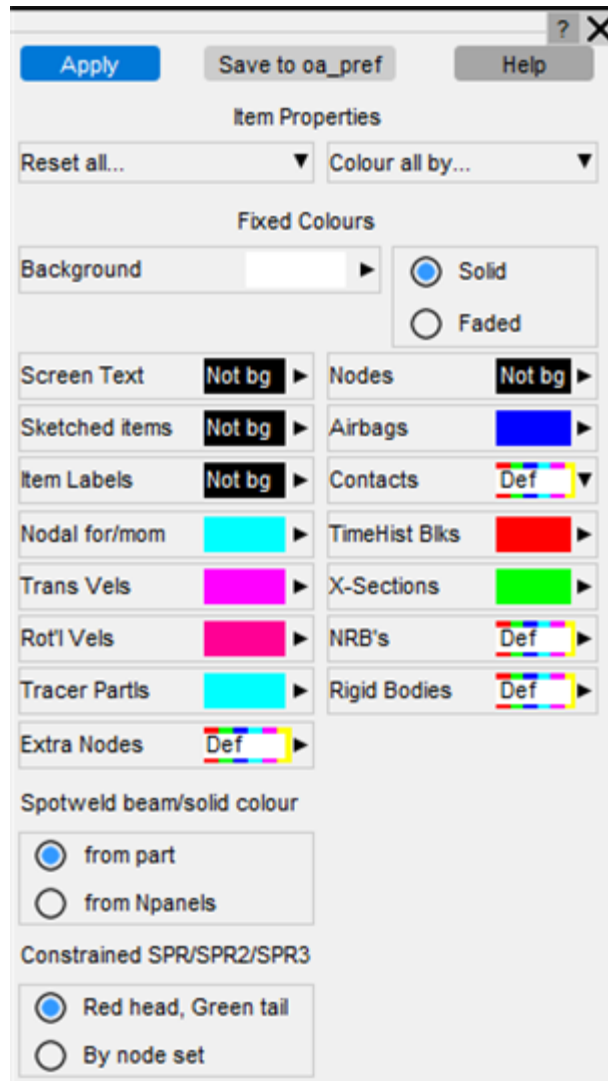 ?
Apply Save to oa_pref Help
Item Properties
Reset all... Colour all by...
Fixed Colours
Background Solid
Faded
Screen Text Not bg Nodes Not bg
Sketched items Not bg Airbags
Item Labels Not bg Contacts Def
Nodal for/mom TimeHist Blks
Trans Vels X-Sections
Rot'l Vels NRB's Def
Tracer Partls Rigid Bodies Def
Extra Nodes Def
Spotweld beam/solid colour
from part
from Npanels
Constrained SPR/SPR2/SPR3
Red head, Green tail
By node set